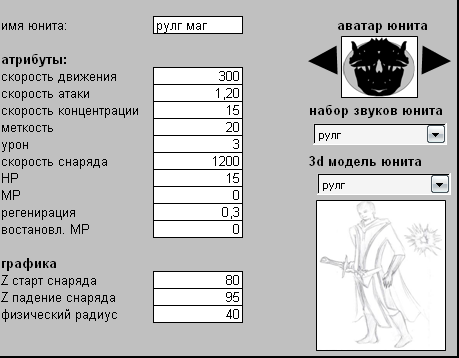 имя юнита: рулг маг
атрибуты:
скорость движения 300
скорость атаки 1,20
скорость концентрации 15
меткость 20
урон 3
скорость снаряда 1200
HP 15
MP 0
регенирация 0,3
востановл. MP 0
графика
Z старт снаряда 80
Z падение снаряда 95
физический радиус 40
аватар юнита
набор звуков юнита
рулг
3d модель юнита
рулг